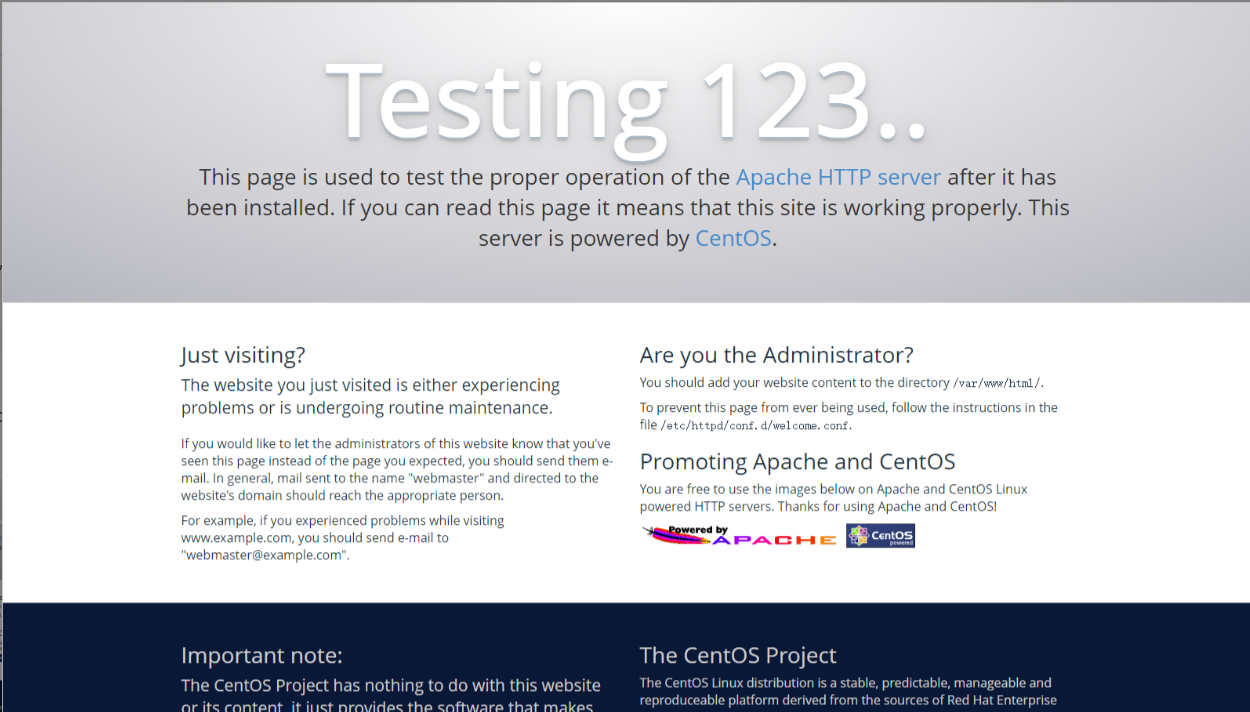 Testing 123..
This page is used to test the proper operation of the Apache HTTP server after it has
been installed. If you can read this page it means that this site is working properly. This
server is powered by CentOS.
Just visiting?
The website you just visited is either experiencing
problems or is undergoing routine maintenance.
If you would like to let the administrators of this website know that you've
seen this page instead of the page you expected, you should send them e-
mail. In general, mail sent to the name "webmaster" and directed to the
website's domain should reach the appropriate person.
For example, if you experienced problems while visiting
www.example.com, you should send e-mail to
"webmaster@example.com".
Are you the Administrator?
You should add your website content to the directory /var/www/html/.
To prevent this page from ever being used, follow the instructions in the
file /etc/httpd/conf.d/welcome.conf.
Promoting Apache and CentOS
You are free to use the images below on Apache and CentOS Linux
powered HTTP servers. Thanks for using Apache and CentOS!
Powered by
APACHE
CentOS
powered
Important note:
The CentOS Project has nothing to do with this website
or its content, it just provides the software that makes
The CentOS Project
The CentOS Linux distribution is a stable, predictable, manageable and
reproduceable platform derived from the sources of Red Hat Enterprise